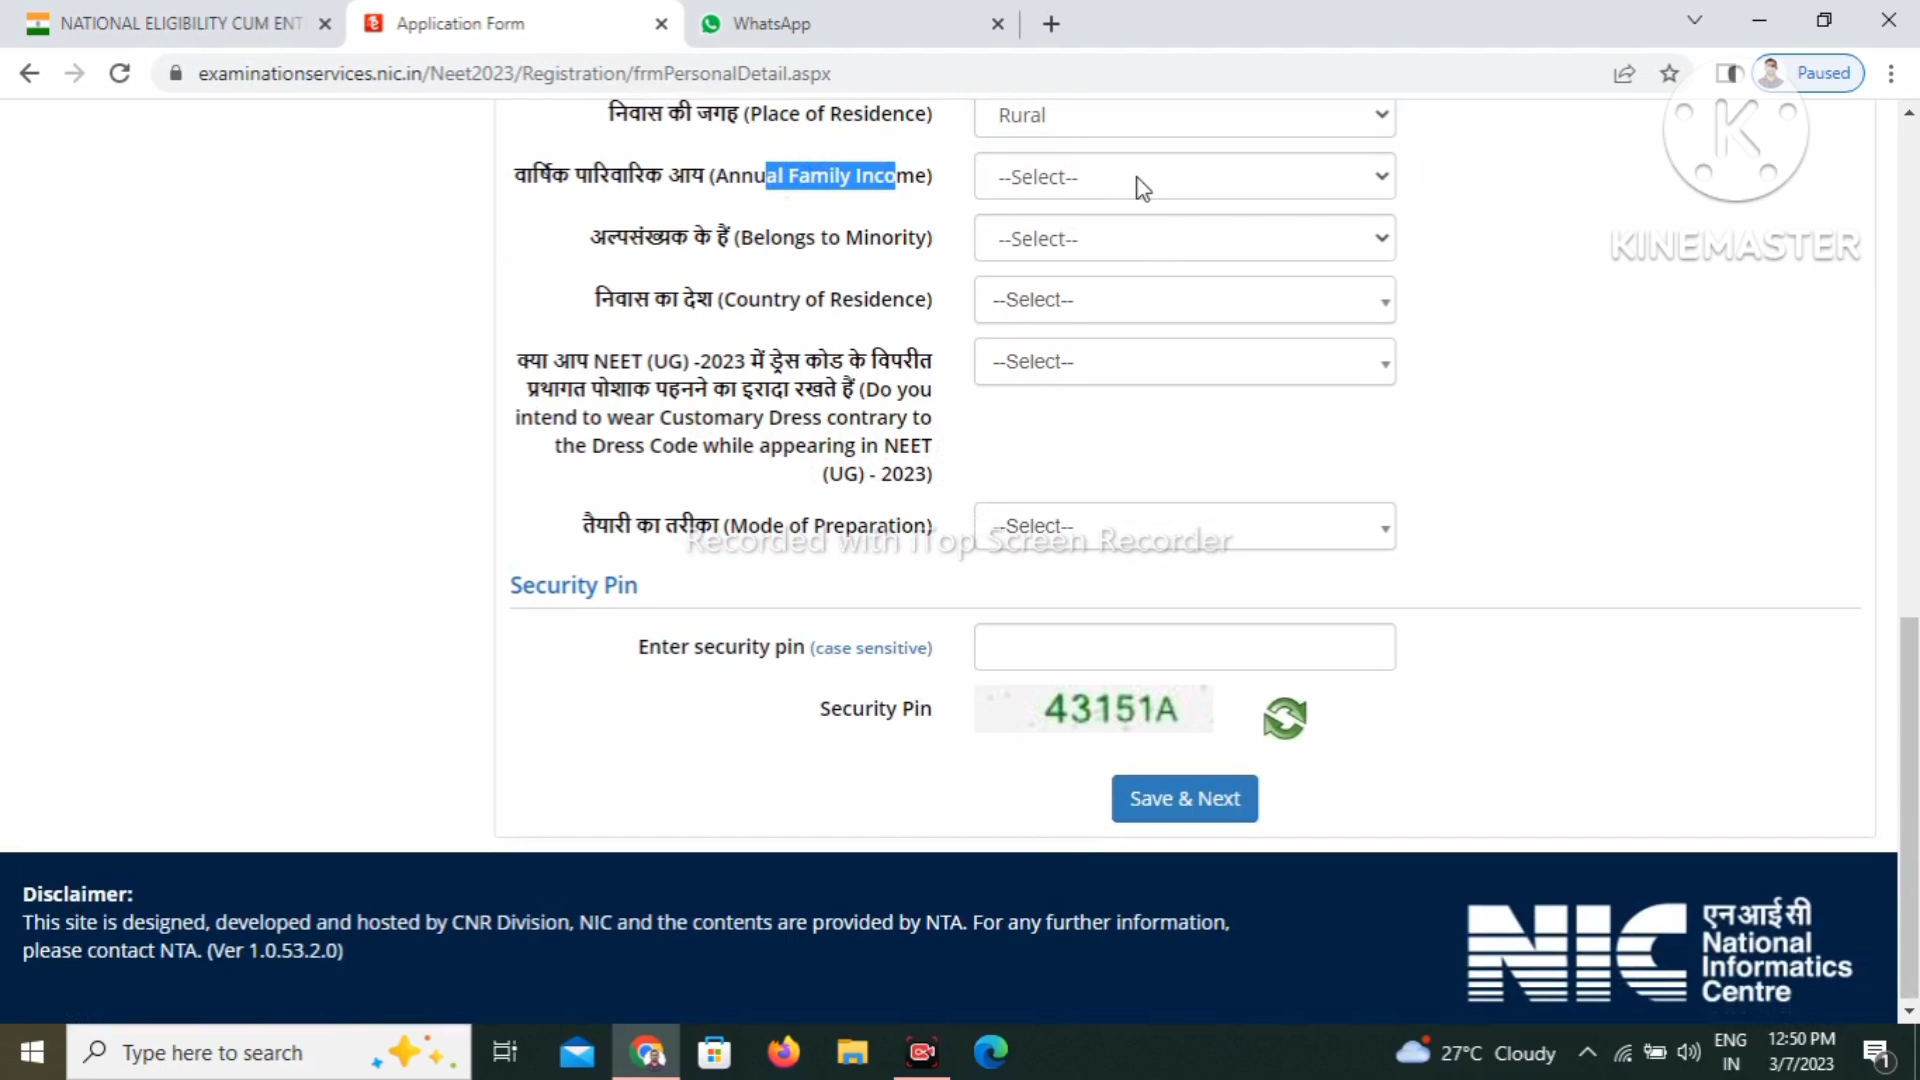 NATIONAL ELIGIBILITY CUM ENT
Application Form
WhatsApp
examinationservices.nic.in/Neet2023/Registration/frmPersonalDetail.aspx
Paused
निवास की जगह (Place of Residence)
Rural
वार्षिक पारिवारिक आय (Annual Family Income)
--Select--
अल्पसंख्यक के हैं (Belongs to Minority)
--Select--
निवास का देश (Country of Residence)
--Select--
क्या आप NEET (UG) -2023 में ड्रेस कोड के विपरीत
प्रथागत पोशाक पहनने का इरादा रखते हैं (Do you
intend to wear Customary Dress contrary to
the Dress Code while appearing in NEET
(UG) - 2023)
--Select--
तैयारी का तरीका (Mode of Preparation)
--Select--
Recorded with iTop Screen Recorder
Security Pin
Enter security pin (case sensitive)
Security Pin
43151A
Save & Next
K
KINEMASTER
Disclaimer:
This site is designed, developed and hosted by CNR Division, NIC and the contents are provided by NTA. For any further information,
please contact NTA. (Ver 1.0.53.2.0)
NIC
एनआईसी
National
Informatics
Centre
Type here to search
27°C Cloudy
ENG
IN
12:50 PM
3/7/2023
1